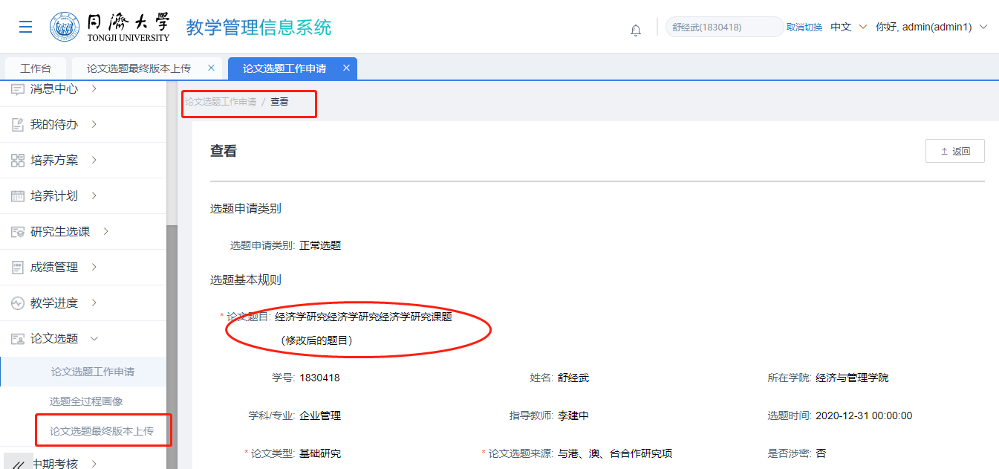 同濟大學
TONGJI UNIVERSITY
教学管理信息系统
舒经武(1830418)
取消切换
中文
你好, admin(admin1)
工作台
论文选题最终版本上传
论文选题工作申请
消息中心
我的待办
培养方案
培养计划
研究生选课
成绩管理
教学进度
论文选题
论文选题工作申请
选题全过程画像
论文选题最终版本上传
中期考核
论文选题工作申请 / 查看
查看
返回
选题申请类别
选题申请类别: 正常选题
选题基本规则
* 论文题目: 经济学研究经济学研究经济学研究课题
（修改后的题目）
学号: 1830418 姓名: 舒经武 所在学院: 经济与管理学院
学科/专业: 企业管理 指导教师: 李建中 选题时间: 2020-12-31 00:00:00
* 论文类型: 基础研究 * 论文选题来源: 与港、澳、台合作研究项 是否涉密: 否